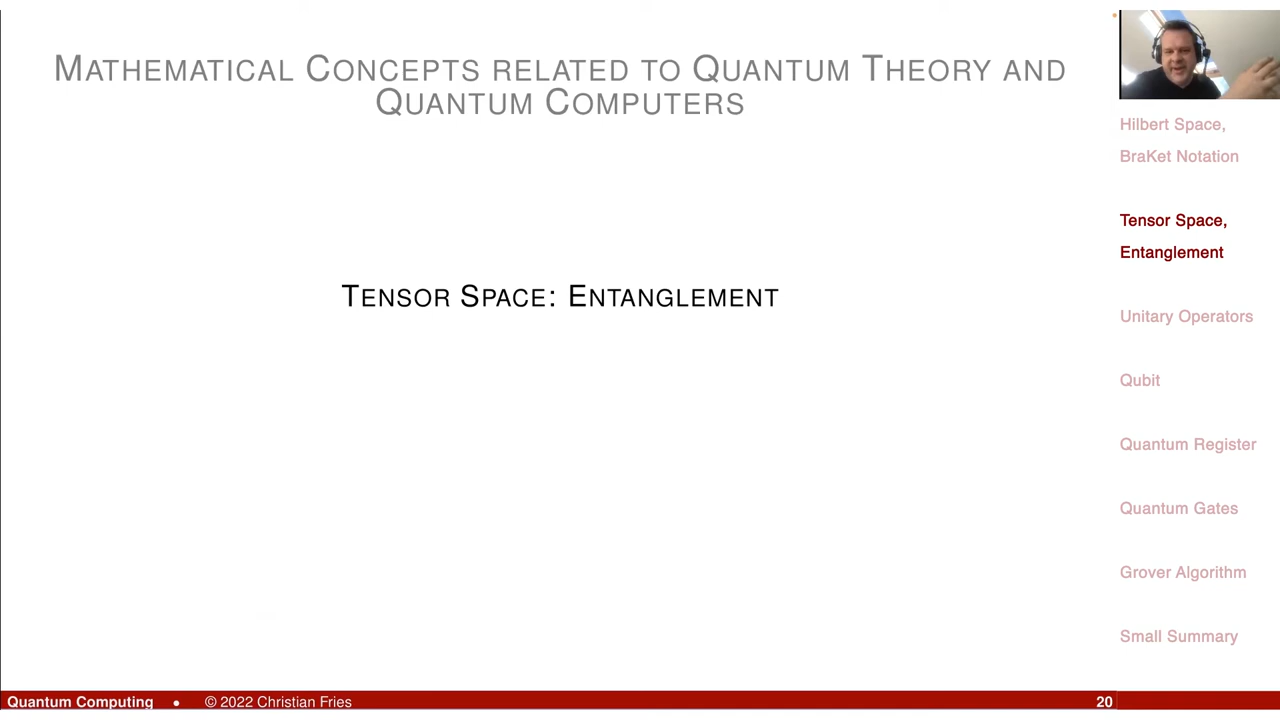 MATHEMATICAL CONCEPTS RELATED TO QUANTUM THEORY AND
QUANTUM COMPUTERS
TENSOR SPACE: ENTANGLEMENT
Hilbert Space,
BraKet Notation
Tensor Space,
Entanglement
Unitary Operators
Qubit
Quantum Register
Quantum Gates
Grover Algorithm
Small Summary
Quantum Computing • © 2022 Christian Fries 20